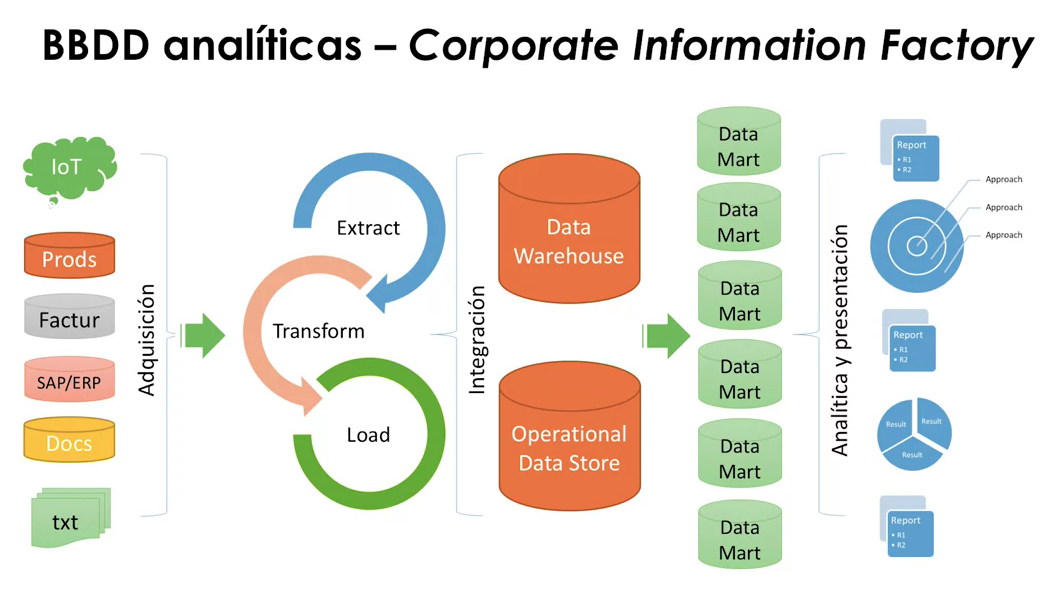 BBDD analíticas – Corporate Information Factory
IoT
Prods
Factur
SAP/ERP
Docs
txt
Adquisición
Extract
Transform
Load
Integración
Data
Warehouse
Operational
Data Store
Data
Mart
Data
Mart
Data
Mart
Data
Mart
Data
Mart
Data
Mart
Analítica y presentación
Report
• R1
• R2
Approach
Approach
Approach
Report
• R1
• R2
Result
Result
Result
Report
• R1
• R2